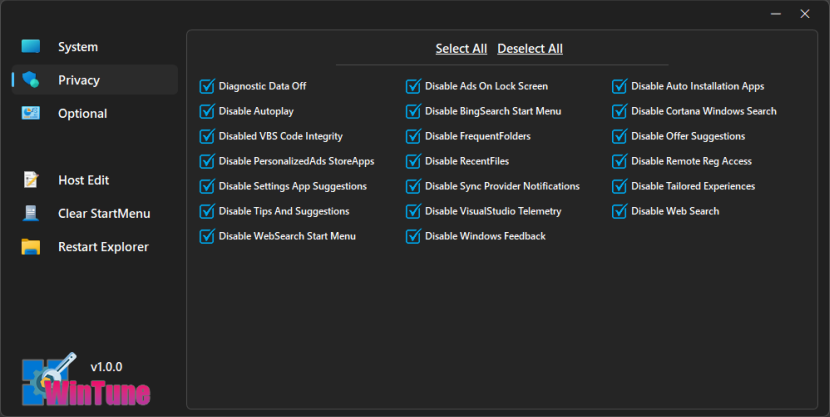 System
Privacy
Optional
Host Edit
Clear StartMenu
Restart Explorer
v1.0.0
WinTune
Select All Deselect All
Diagnostic Data Off Disable Ads On Lock Screen Disable Auto Installation Apps
Disable Autoplay Disable BingSearch Start Menu Disable Cortana Windows Search
Disabled VBS Code Integrity Disable FrequentFolders Disable Offer Suggestions
Disable PersonalizedAds StoreApps Disable RecentFiles Disable Remote Reg Access
Disable Settings App Suggestions Disable Sync Provider Notifications Disable Tailored Experiences
Disable Tips And Suggestions Disable VisualStudio Telemetry Disable Web Search
Disable WebSearch Start Menu Disable Windows Feedback